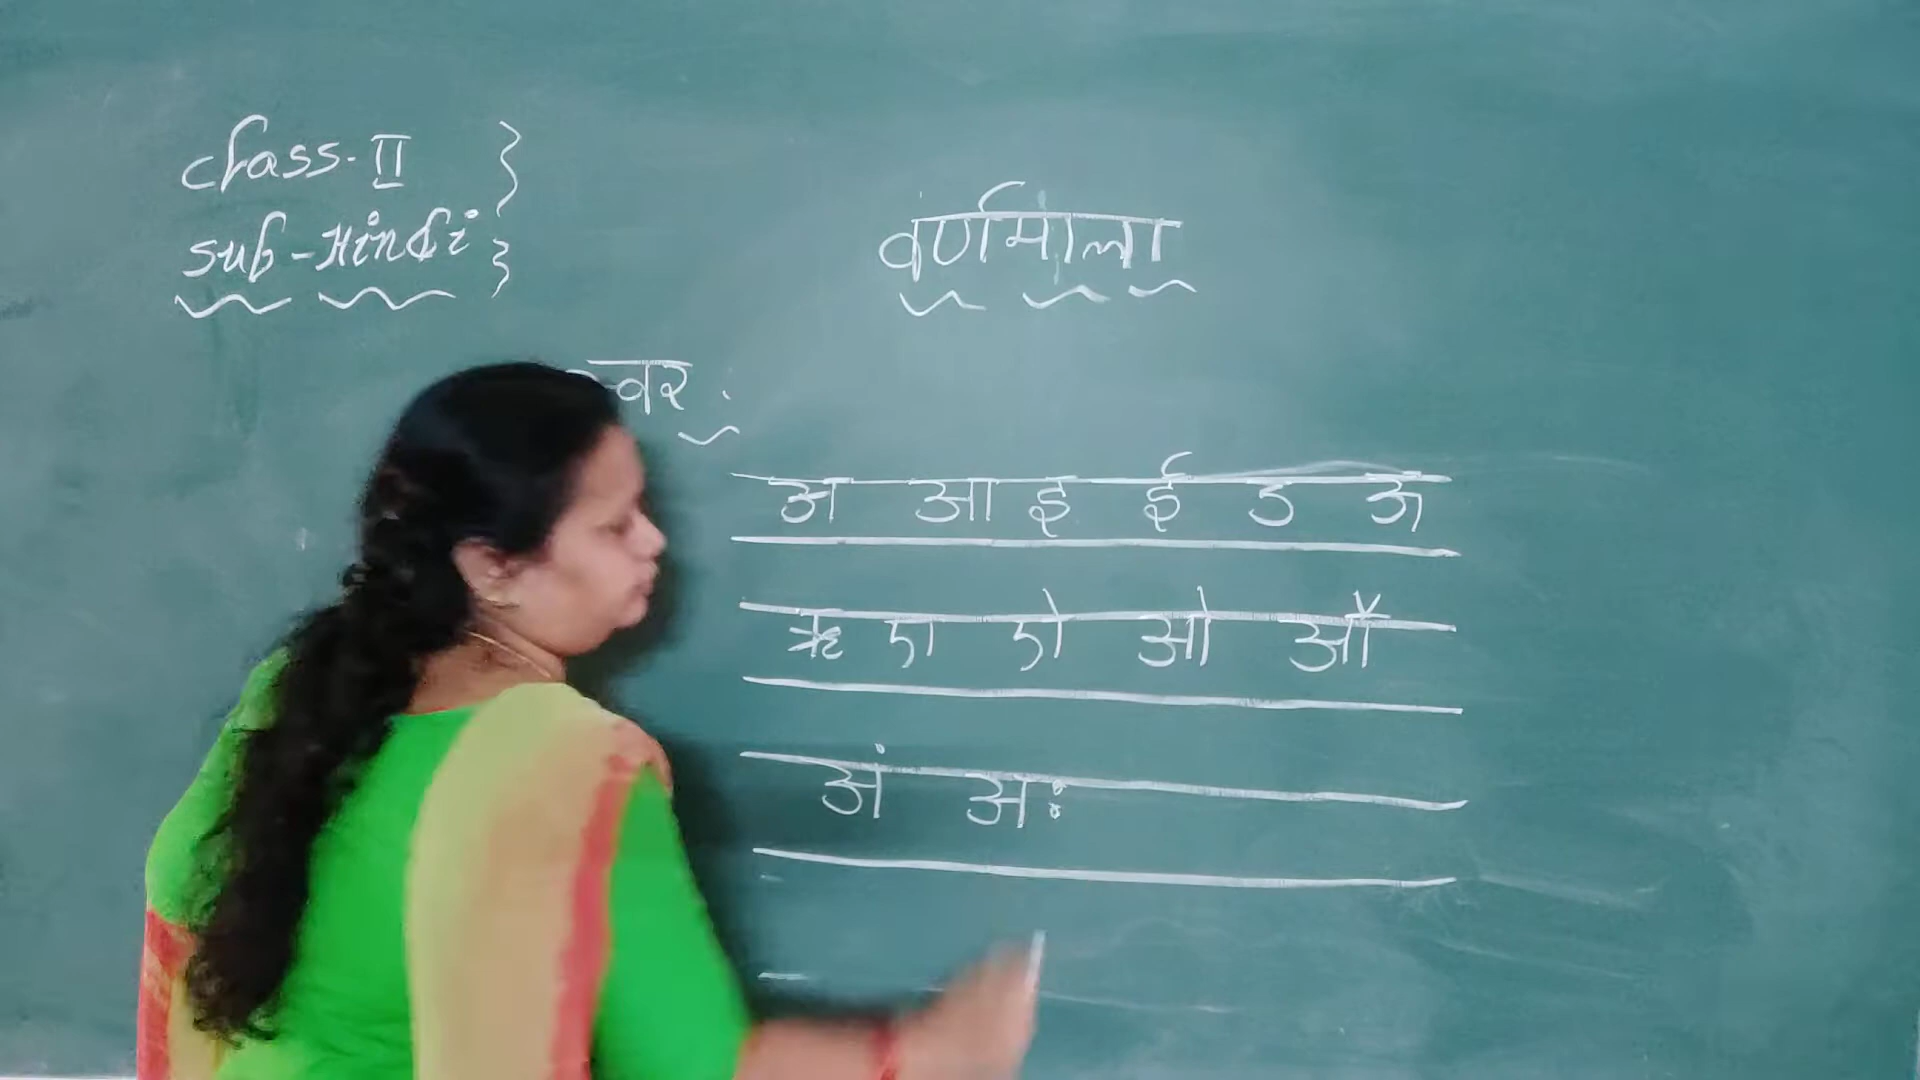 class-II
sub-Hindi
वर्णमाला
स्वर :
अ आ इ ई उ ऊ
ऋ ए ऐ ओ औ
अं अः